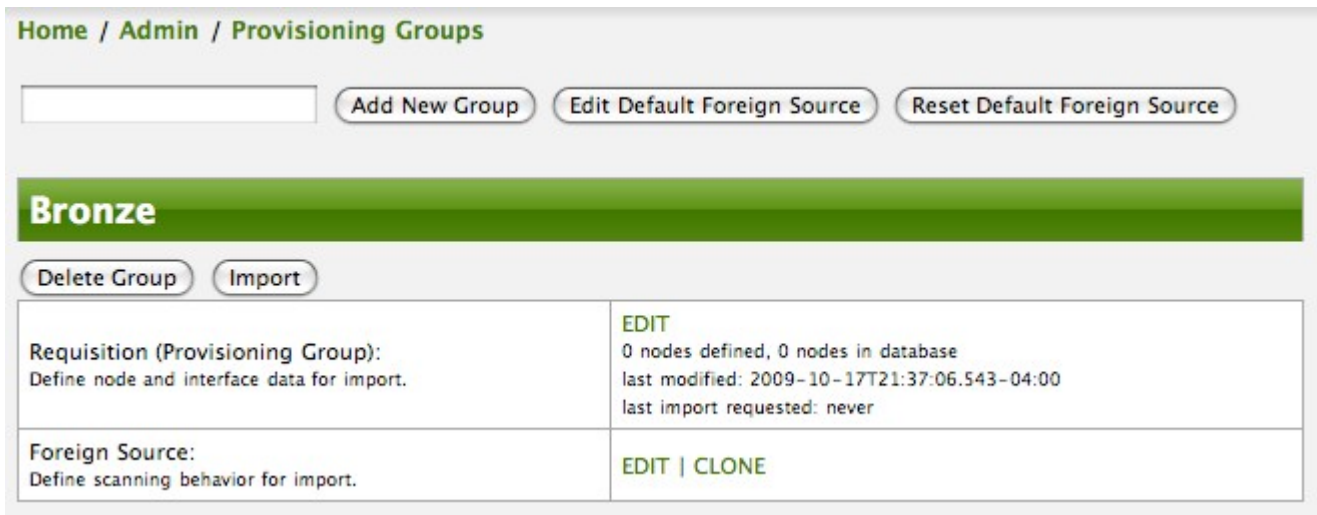 Home / Admin / Provisioning Groups
Add New Group Edit Default Foreign Source Reset Default Foreign Source
Bronze
Delete Group Import
Requisition (Provisioning Group):
Define node and interface data for import.
EDIT
0 nodes defined, 0 nodes in database
last modified: 2009-10-17T21:37:06.543-04:00
last import requested: never
Foreign Source:
Define scanning behavior for import.
EDIT | CLONE